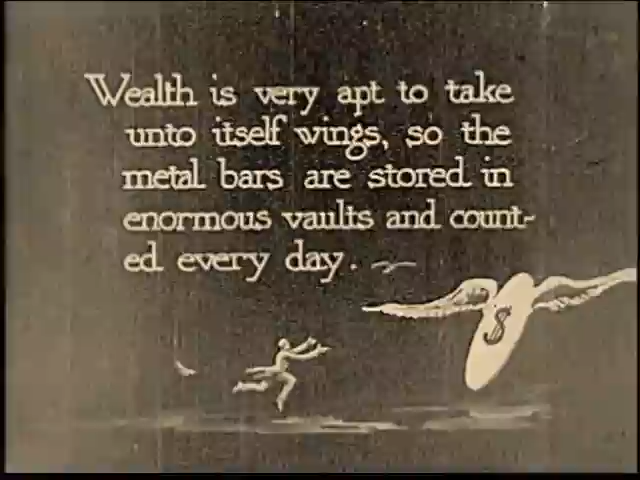 Wealth is very apt to take
unto itself wings, so the
metal bars are stored in
enormous vaults and count-
ed every day.
$